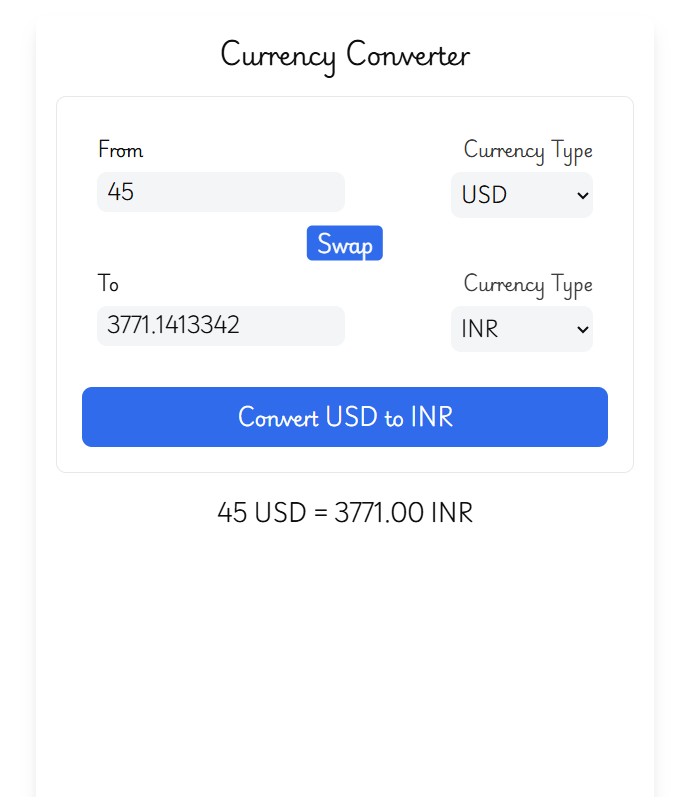 Currency Converter
From Currency Type
45 USD
Swap
To Currency Type
3771.1413342 INR
Convert USD to INR
45 USD = 3771.00 INR